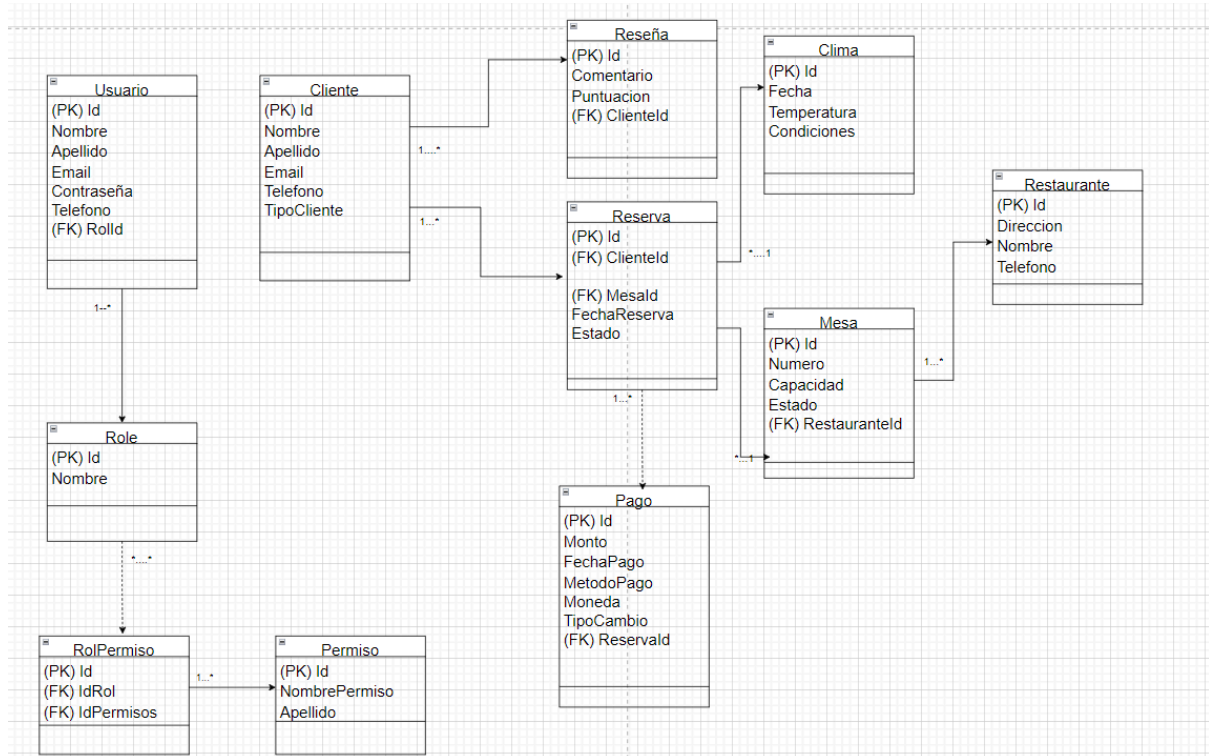 Usuario
(PK) Id
Nombre
Apellido
Email
Contraseña
Telefono
(FK) RolId
1--*
Cliente
(PK) Id
Nombre
Apellido
Email
Telefono
TipoCliente
1....*
1...*
Reseña
(PK) Id
Comentario
Puntuacion
(FK) ClienteId
Clima
(PK) Id
Fecha
Temperatura
Condiciones
Reserva
(PK) Id
(FK) ClienteId
(FK) MesaId
FechaReserva
Estado
*....1
*....1
1...*
Restaurante
(PK) Id
Direccion
Nombre
Telefono
Mesa
(PK) Id
Numero
Capacidad
Estado
(FK) RestauranteId
1...*
Role
(PK) Id
Nombre
*....*
Pago
(PK) Id
Monto
FechaPago
MetodoPago
Moneda
TipoCambio
(FK) ReservaId
RolPermiso
(PK) Id
(FK) IdRol
(FK) IdPermisos
1...*
Permiso
(PK) Id
NombrePermiso
Apellido